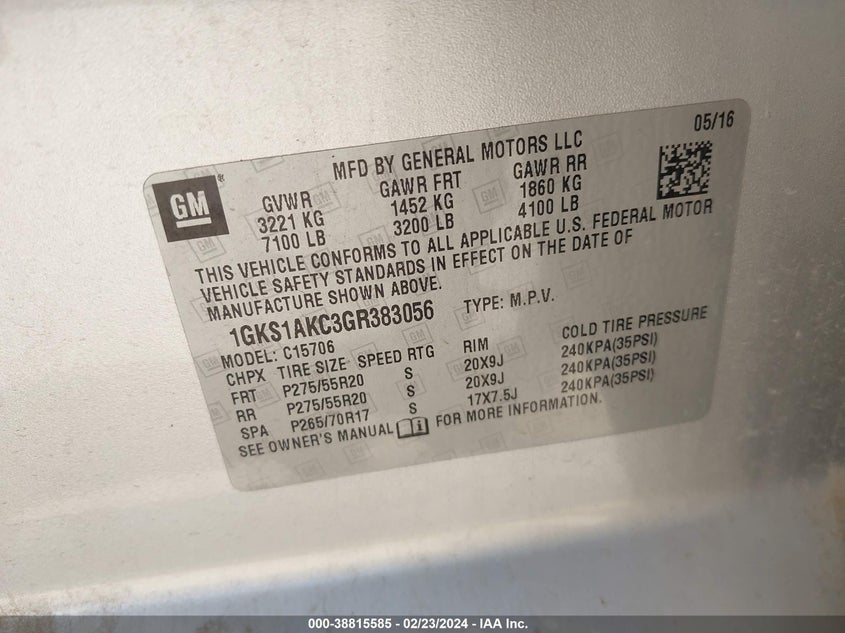 05/16
MFD BY GENERAL MOTORS LLC
GM®
GVWR GAWR FRT GAWR RR
3221 KG 1452 KG 1860 KG
7100 LB 3200 LB 4100 LB
THIS VEHICLE CONFORMS TO ALL APPLICABLE U.S. FEDERAL MOTOR
VEHICLE SAFETY STANDARDS IN EFFECT ON THE DATE OF
MANUFACTURE SHOWN ABOVE.
1GKS1AKC3GR383056 TYPE: M.P.V.
MODEL: C15706
CHPX TIRE SIZE SPEED RTG RIM COLD TIRE PRESSURE
FRT P275/55R20 S 20X9J 240KPA(35PSI)
RR P275/55R20 S 20X9J 240KPA(35PSI)
SPA P265/70R17 S 17X7.5J 240KPA(35PSI)
SEE OWNER'S MANUAL FOR MORE INFORMATION.
000-38815585 - 02/23/2024 - IAA Inc.